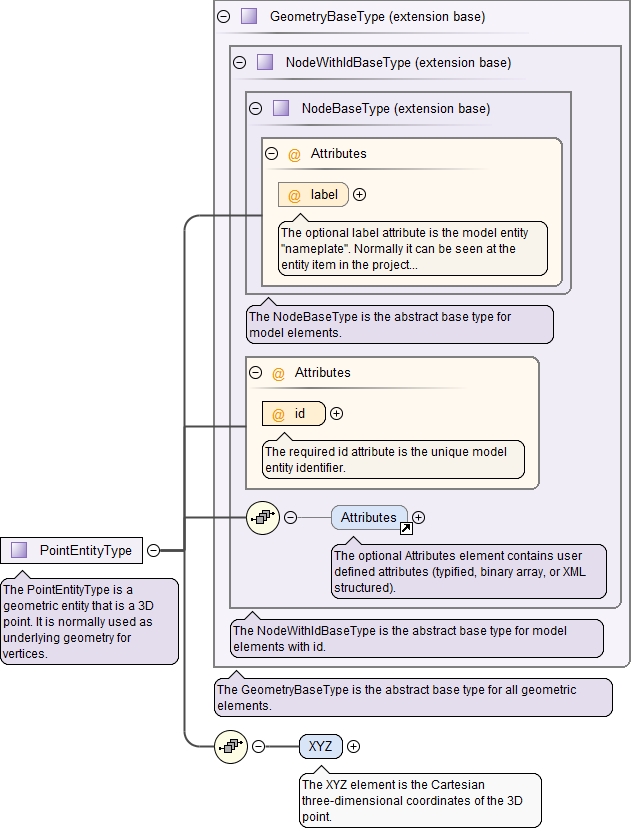 GeometryBaseType (extension base)
NodeWithIdBaseType (extension base)
NodeBaseType (extension base)
@ Attributes
@ label
The optional label attribute is the model entity
"nameplate". Normally it can be seen at the
entity item in the project...
The NodeBaseType is the abstract base type for
model elements.
@ Attributes
@ id
The required id attribute is the unique model
entity identifier.
Attributes
The optional Attributes element contains user
defined attributes (typified, binary array, or XML
structured).
PointEntityType
The PointEntityType is a
geometric entity that is a 3D
point. It is normally used as
underlying geometry for
vertices.
The NodeWithIdBaseType is the abstract base type for model
elements with id.
The GeometryBaseType is the abstract base type for all geometric
elements.
XYZ
The XYZ element is the Cartesian
three-dimensional coordinates of the 3D
point.